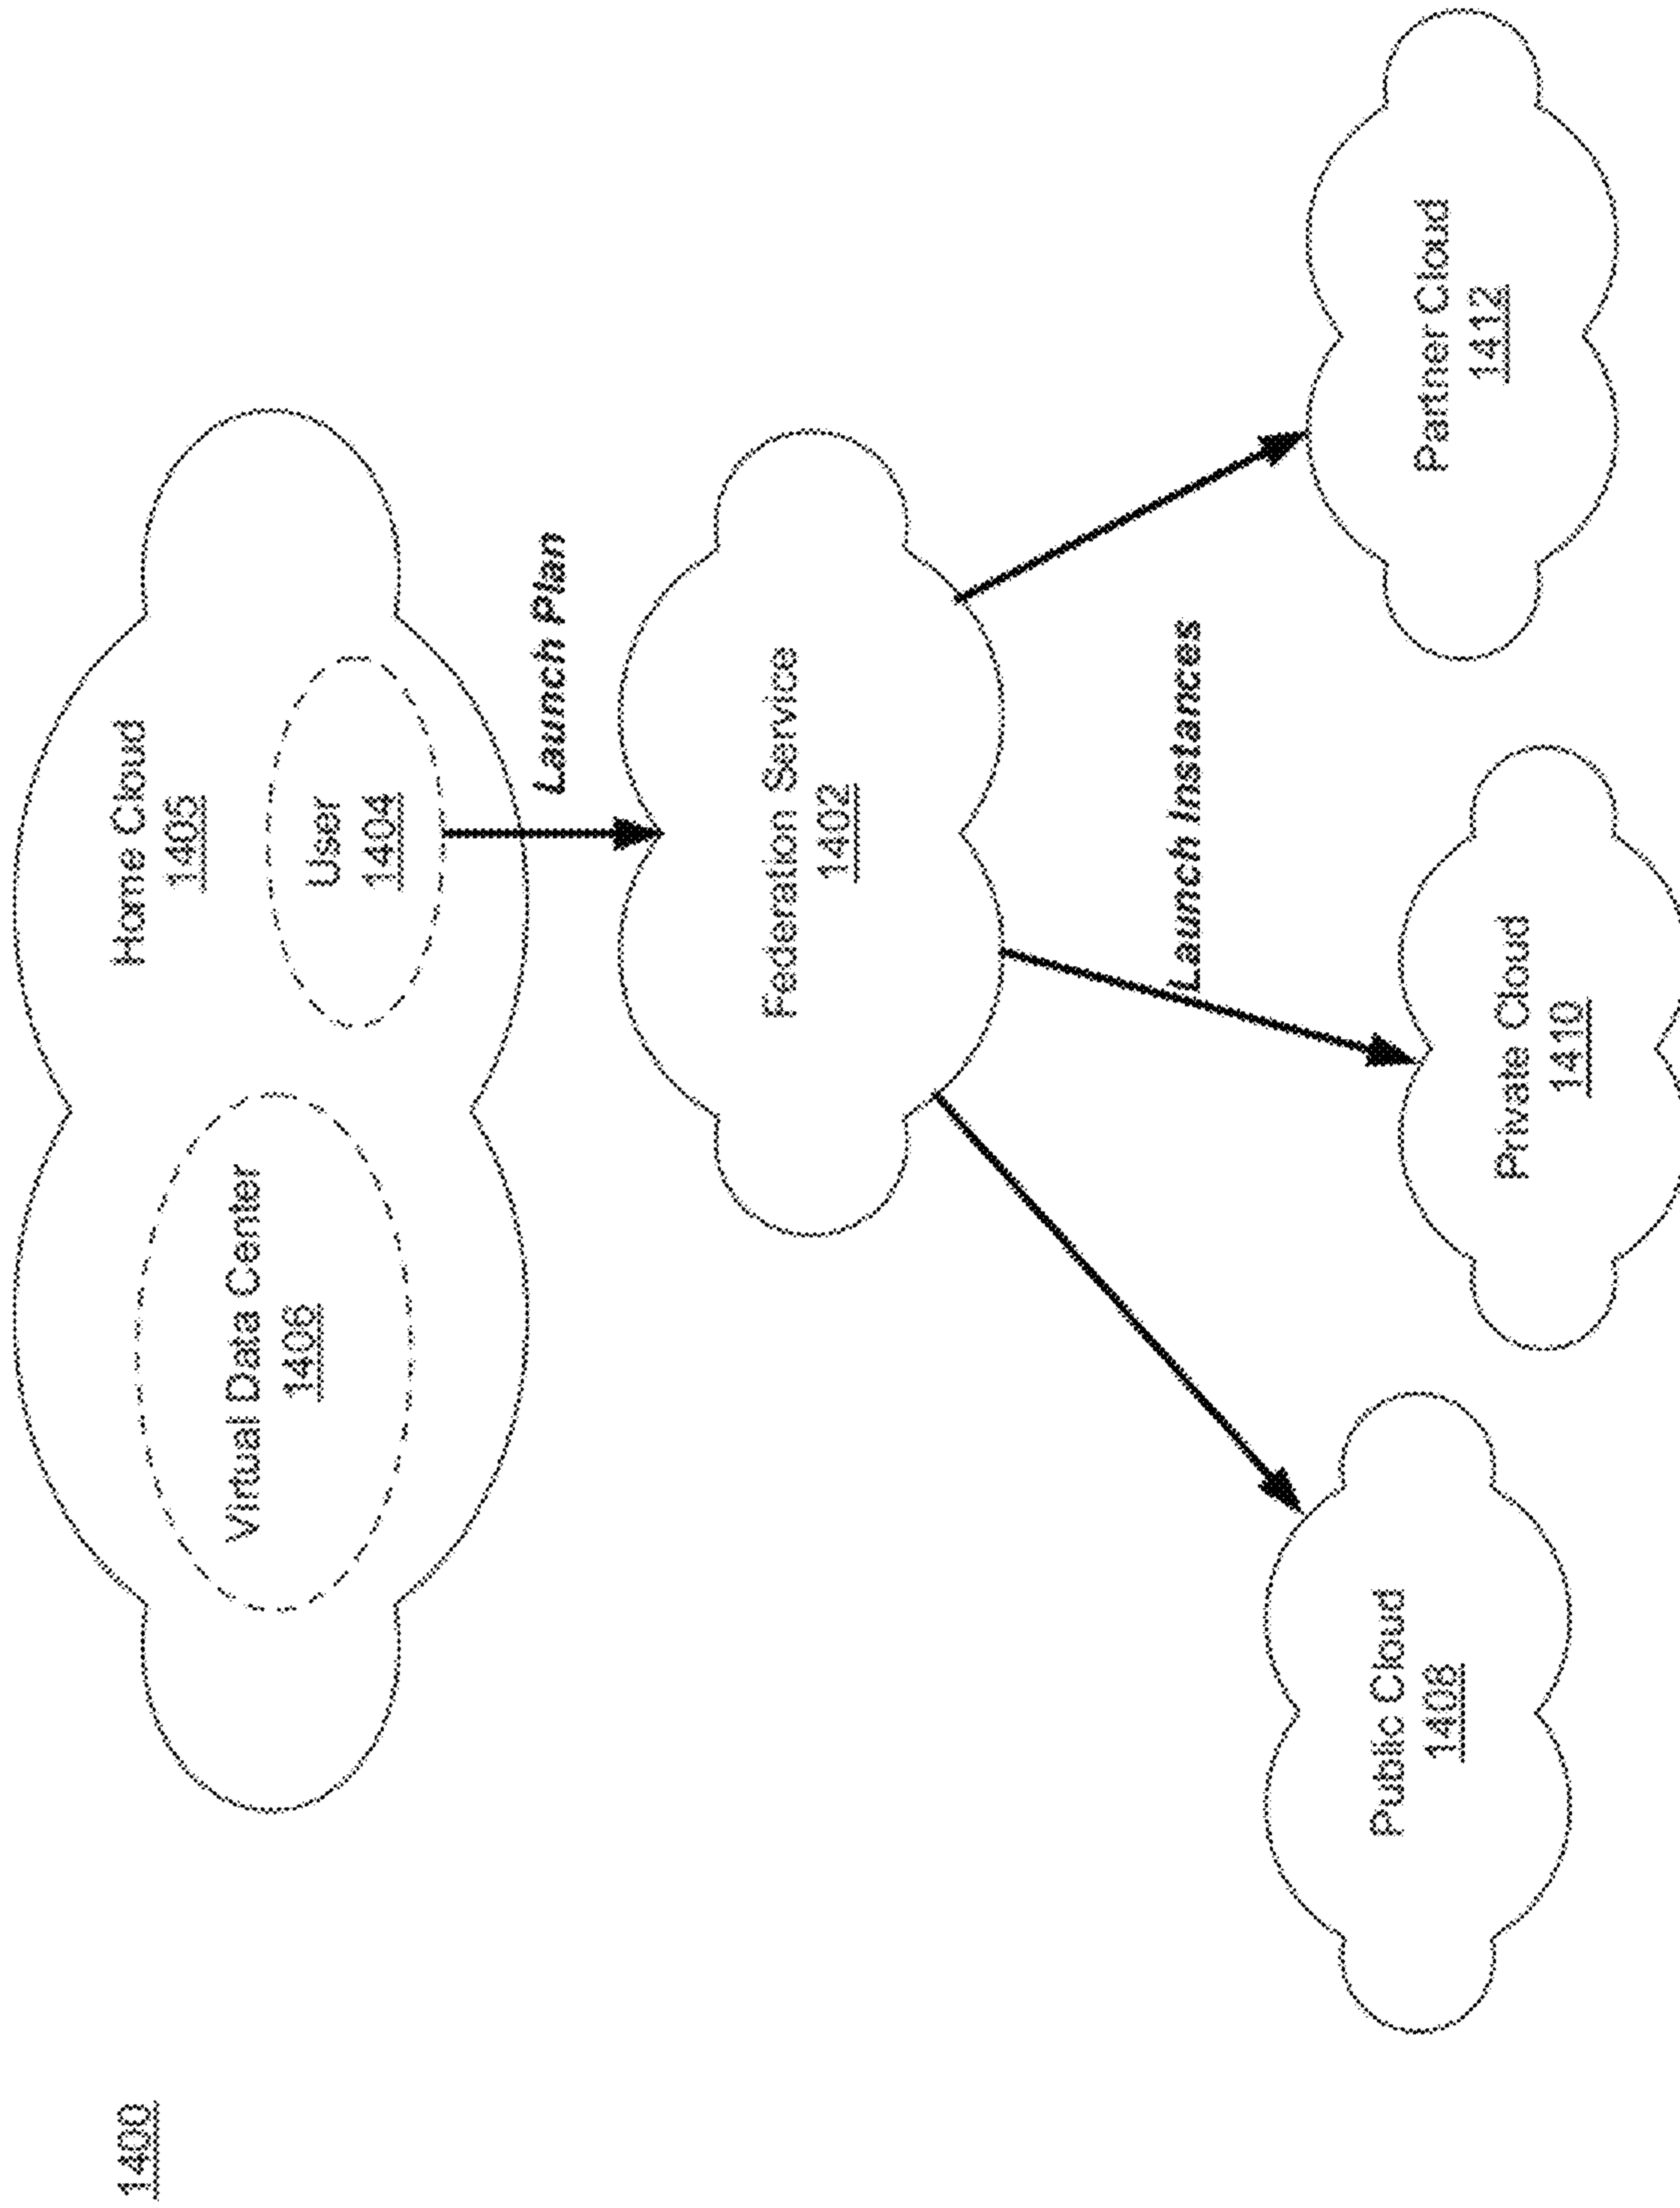 1400
Home Cloud
1405
Virtual Data Center
1406
User
1404
Launch Plan
Federation Service
1402
Launch Instances
Public Cloud
1408
Private Cloud
1410
Partner Cloud
1412